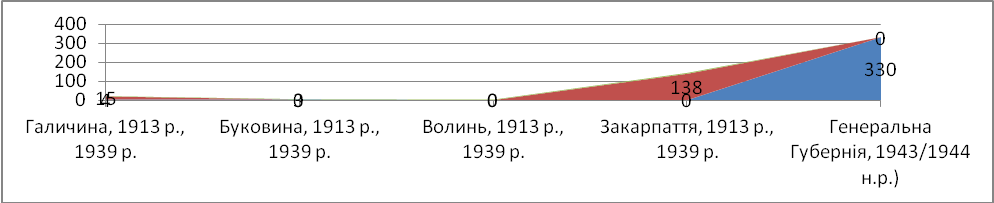 400
300
200
100
0
15
0
0
138
0
0
330
Галичина, 1913 р.,
1939 р.
Буковина, 1913 р.,
1939 р.
Волинь, 1913 р.,
1939 р.
Закарпаття, 1913 р.,
1939 р.
Генеральна
Губернія, 1943/1944
н.р.)